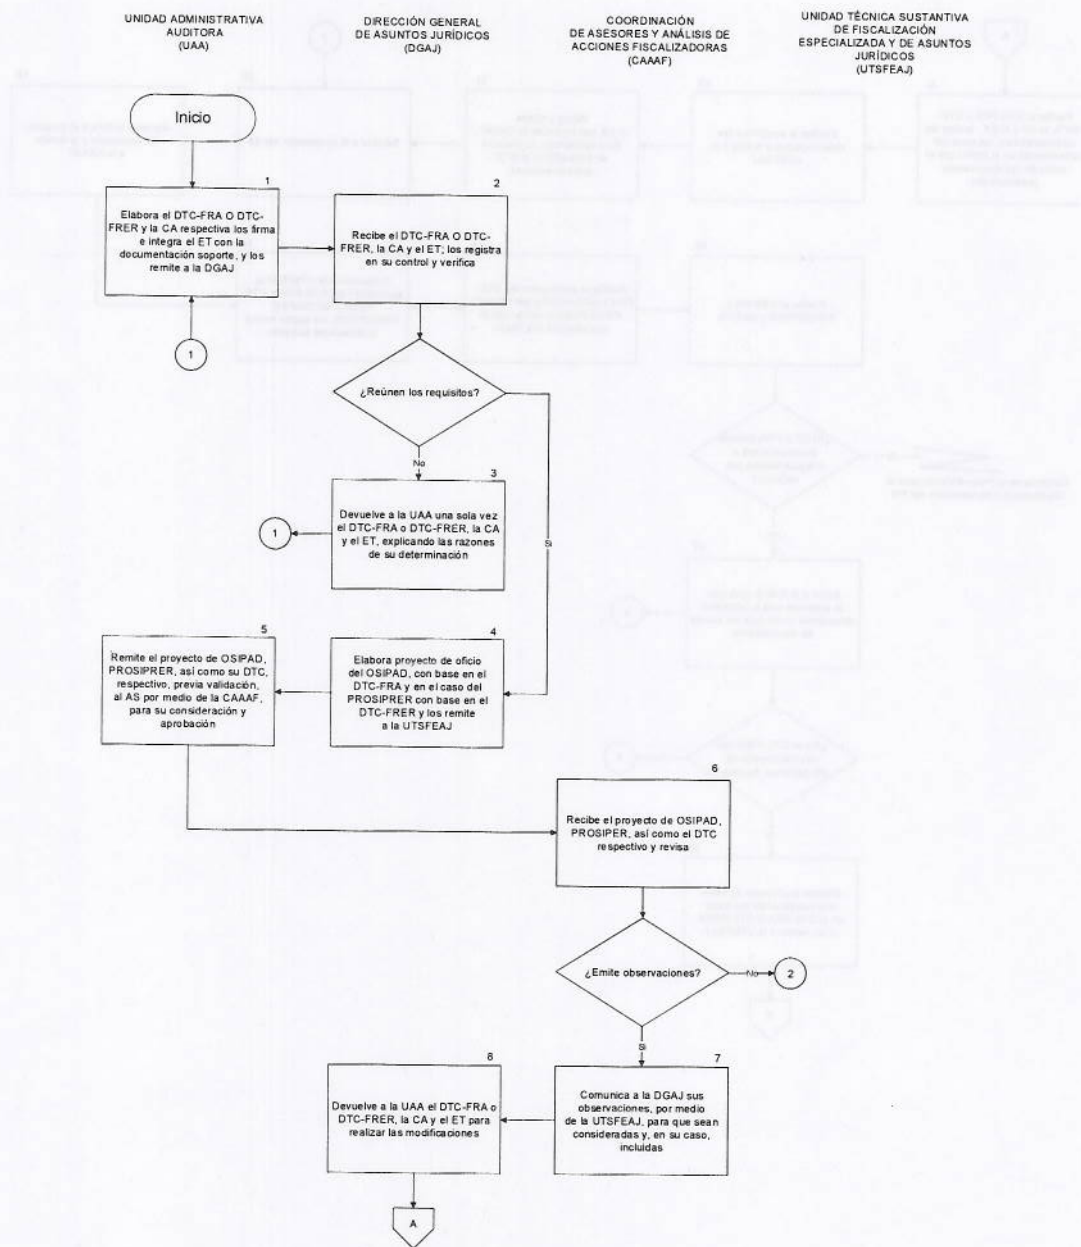 UNIDAD ADMINISTRATIVA
AUDITORA
(UAA)
DIRECCIÓN GENERAL
DE ASUNTOS JURÍDICOS
(DGAJ)
COORDINACIÓN
DE ASESORES Y ANÁLISIS DE
ACCIONES FISCALIZADORAS
(CAAAF)
UNIDAD TÉCNICA SUSTANTIVA
DE FISCALIZACIÓN
ESPECIALIZADA Y DE ASUNTOS
JURÍDICOS
(UTSFEAJ)
Inicio
1
Elabora el DTC-FRA O DTC-
FRER y la CA respectiva los firma
e integra el ET con la
documentación soporte, y los
remite a la DGAJ
1
2
Recibe el DTC-FRA O DTC-
FRER, la CA y el ET; los registra
en su control y verifica
¿Reúnen los requisitos?
No
Si
3
Devuelve a la UAA una sola vez
el DTC-FRA o DTC-FRER, la CA
y el ET, explicando las razones
de su determinación
1
4
Elabora proyecto de oficio
del OSIPAD, con base en el
DTC-FRA y en el caso del
PROSIPRER con base en el
DTC-FRER y los remite
a la UTSFEAJ
5
Remite el proyecto de OSIPAD,
PROSIPRER, así como su DTC,
respectivo, previa validación,
al AS por medio de la CAAAF,
para su consideración y
aprobación
6
Recibe el proyecto de OSIPAD,
PROSIPER, así como el DTC
respectivo y revisa
¿Emite observaciones?
No
2
Si
7
Comunica a la DGAJ sus
observaciones, por medio
de la UTSFEAJ, para que sean
consideradas y, en su caso,
incluidas
8
Devuelve a la UAA el DTC-FRA o
DTC-FRER, la CA y el ET para
realizar las modificaciones
A